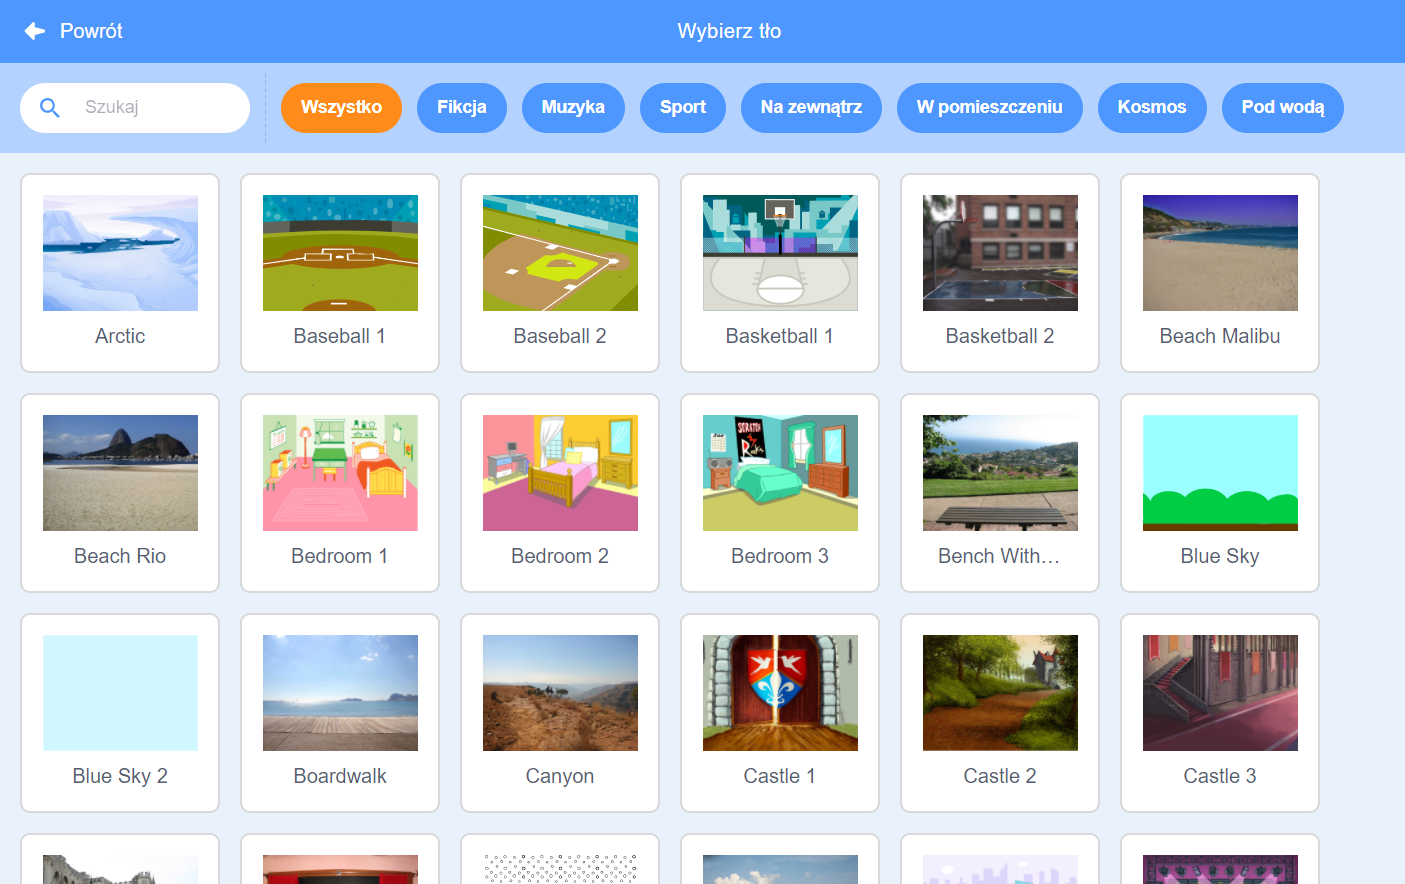 Powrót
Wybierz tło
Szukaj
Wszystko
Fikcja
Muzyka
Sport
Na zewnątrz
W pomieszczeniu
Kosmos
Pod wodą
Arctic
Baseball 1
Baseball 2
Basketball 1
Basketball 2
Beach Malibu
Beach Rio
Bedroom 1
Bedroom 2
SCRATCH
Bedroom 3
Bench With…
Blue Sky
Blue Sky 2
Boardwalk
Canyon
Castle 1
Castle 2
Castle 3